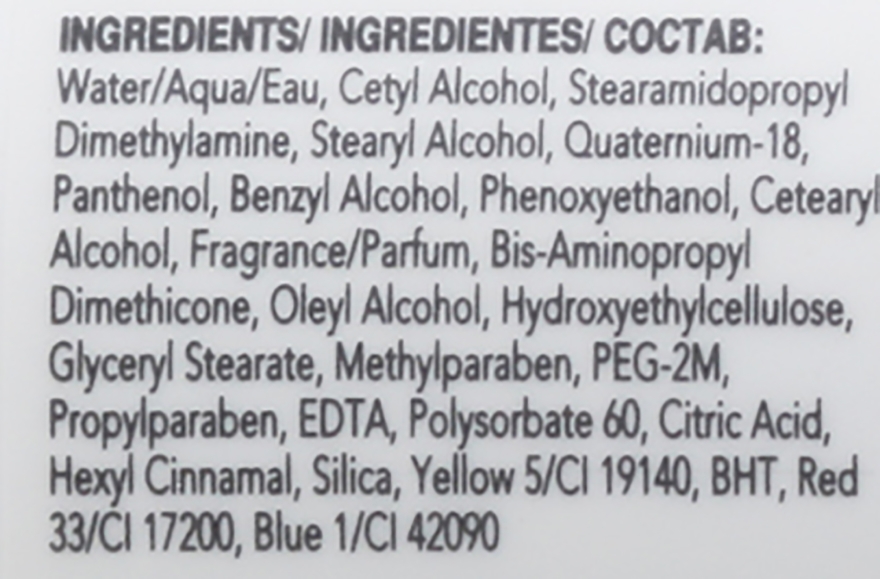 INGREDIENTS/ INGREDIENTES/ COCTAB:
Water/Aqua/Eau, Cetyl Alcohol, Stearamidopropyl
Dimethylamine, Stearyl Alcohol, Quaternium-18,
Panthenol, Benzyl Alcohol, Phenoxyethanol, Cetearyl
Alcohol, Fragrance/Parfum, Bis-Aminopropyl
Dimethicone, Oleyl Alcohol, Hydroxyethylcellulose,
Glyceryl Stearate, Methylparaben, PEG-2M,
Propylparaben, EDTA, Polysorbate 60, Citric Acid,
Hexyl Cinnamal, Silica, Yellow 5/CI 19140, BHT, Red
33/CI 17200, Blue 1/CI 42090